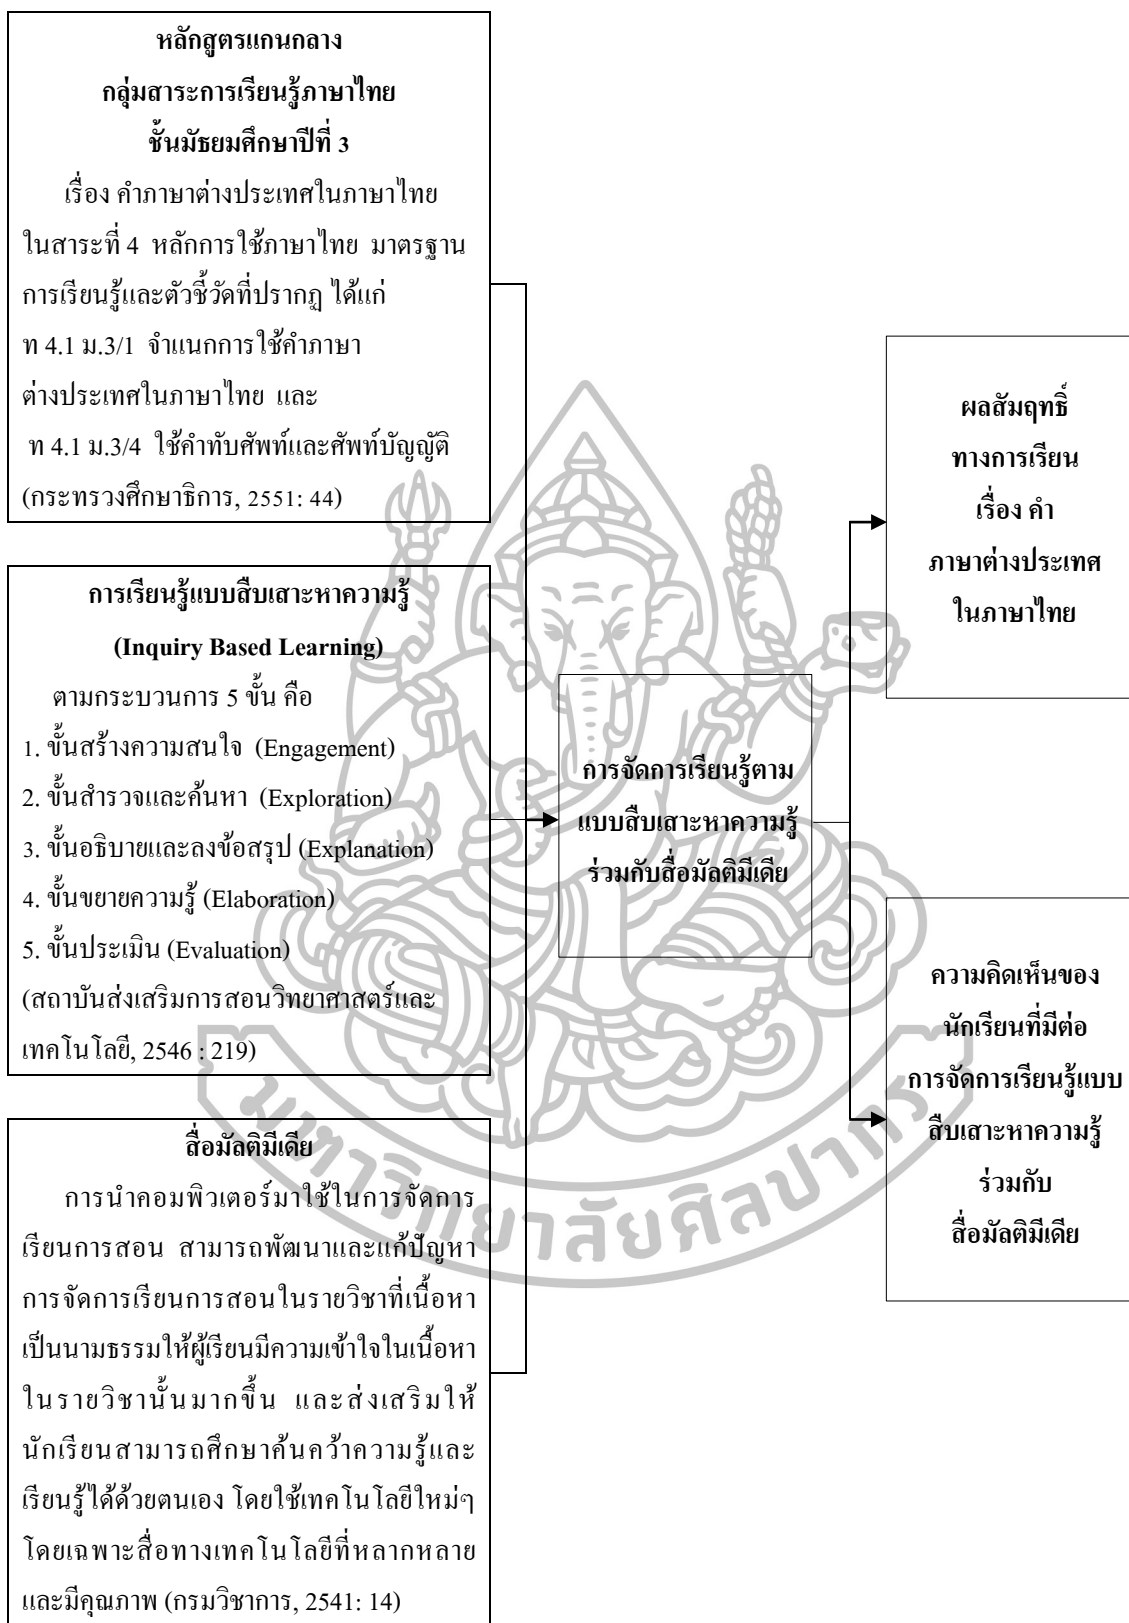 หลักสูตรแกนกลาง
กลุ่มสาระการเรียนรู้ภาษาไทย
ชั้นมัธยมศึกษาปีที่ 3
เรื่อง คำภาษาต่างประเทศในภาษาไทย
ในสาระที่ 4 หลักการใช้ภาษาไทย มาตรฐาน
การเรียนรู้และตัวชี้วัดที่ปรากฏ ได้แก่
ท 4.1 ม.3/1 จำแนกการใช้คำภาษา
ต่างประเทศในภาษาไทย และ
ท 4.1 ม.3/4 ใช้คำทับศัพท์และศัพท์บัญญัติ
(กระทรวงศึกษาธิการ, 2551: 44)
การเรียนรู้แบบสืบเสาะหาความรู้
(Inquiry Based Learning)
ตามกระบวนการ 5 ขั้น คือ
1. ขั้นสร้างความสนใจ (Engagement)
2. ขั้นสำรวจและค้นหา (Exploration)
3. ขั้นอธิบายและลงข้อสรุป (Explanation)
4. ขั้นขยายความรู้ (Elaboration)
5. ขั้นประเมิน (Evaluation)
(สถาบันส่งเสริมการสอนวิทยาศาสตร์และ
เทคโนโลยี, 2546 : 219)
สื่อมัลติมีเดีย
การนำคอมพิวเตอร์มาใช้ในการจัดการ
เรียนการสอน สามารถพัฒนาและแก้ปัญหา
การจัดการเรียนการสอนในรายวิชาที่เนื้อหา
เป็นนามธรรมให้ผู้เรียนมีความเข้าใจในเนื้อหา
ในรายวิชานั้นมากขึ้น และส่งเสริมให้
นักเรียนสามารถศึกษาค้นคว้าความรู้และ
เรียนรู้ได้ด้วยตนเอง โดยใช้เทคโนโลยีใหม่ๆ
โดยเฉพาะสื่อทางเทคโนโลยีที่หลากหลาย
และมีคุณภาพ (กรมวิชาการ, 2541: 14)
การจัดการเรียนรู้ตาม
แบบสืบเสาะหาความรู้
ร่วมกับสื่อมัลติมีเดีย
ผลสัมฤทธิ์
ทางการเรียน
เรื่อง คำ
ภาษาต่างประเทศ
ในภาษาไทย
ความคิดเห็นของ
นักเรียนที่มีต่อ
การจัดการเรียนรู้แบบ
สืบเสาะหาความรู้
ร่วมกับ
สื่อมัลติมีเดีย
มหาวิทยาลัยศิลปากร